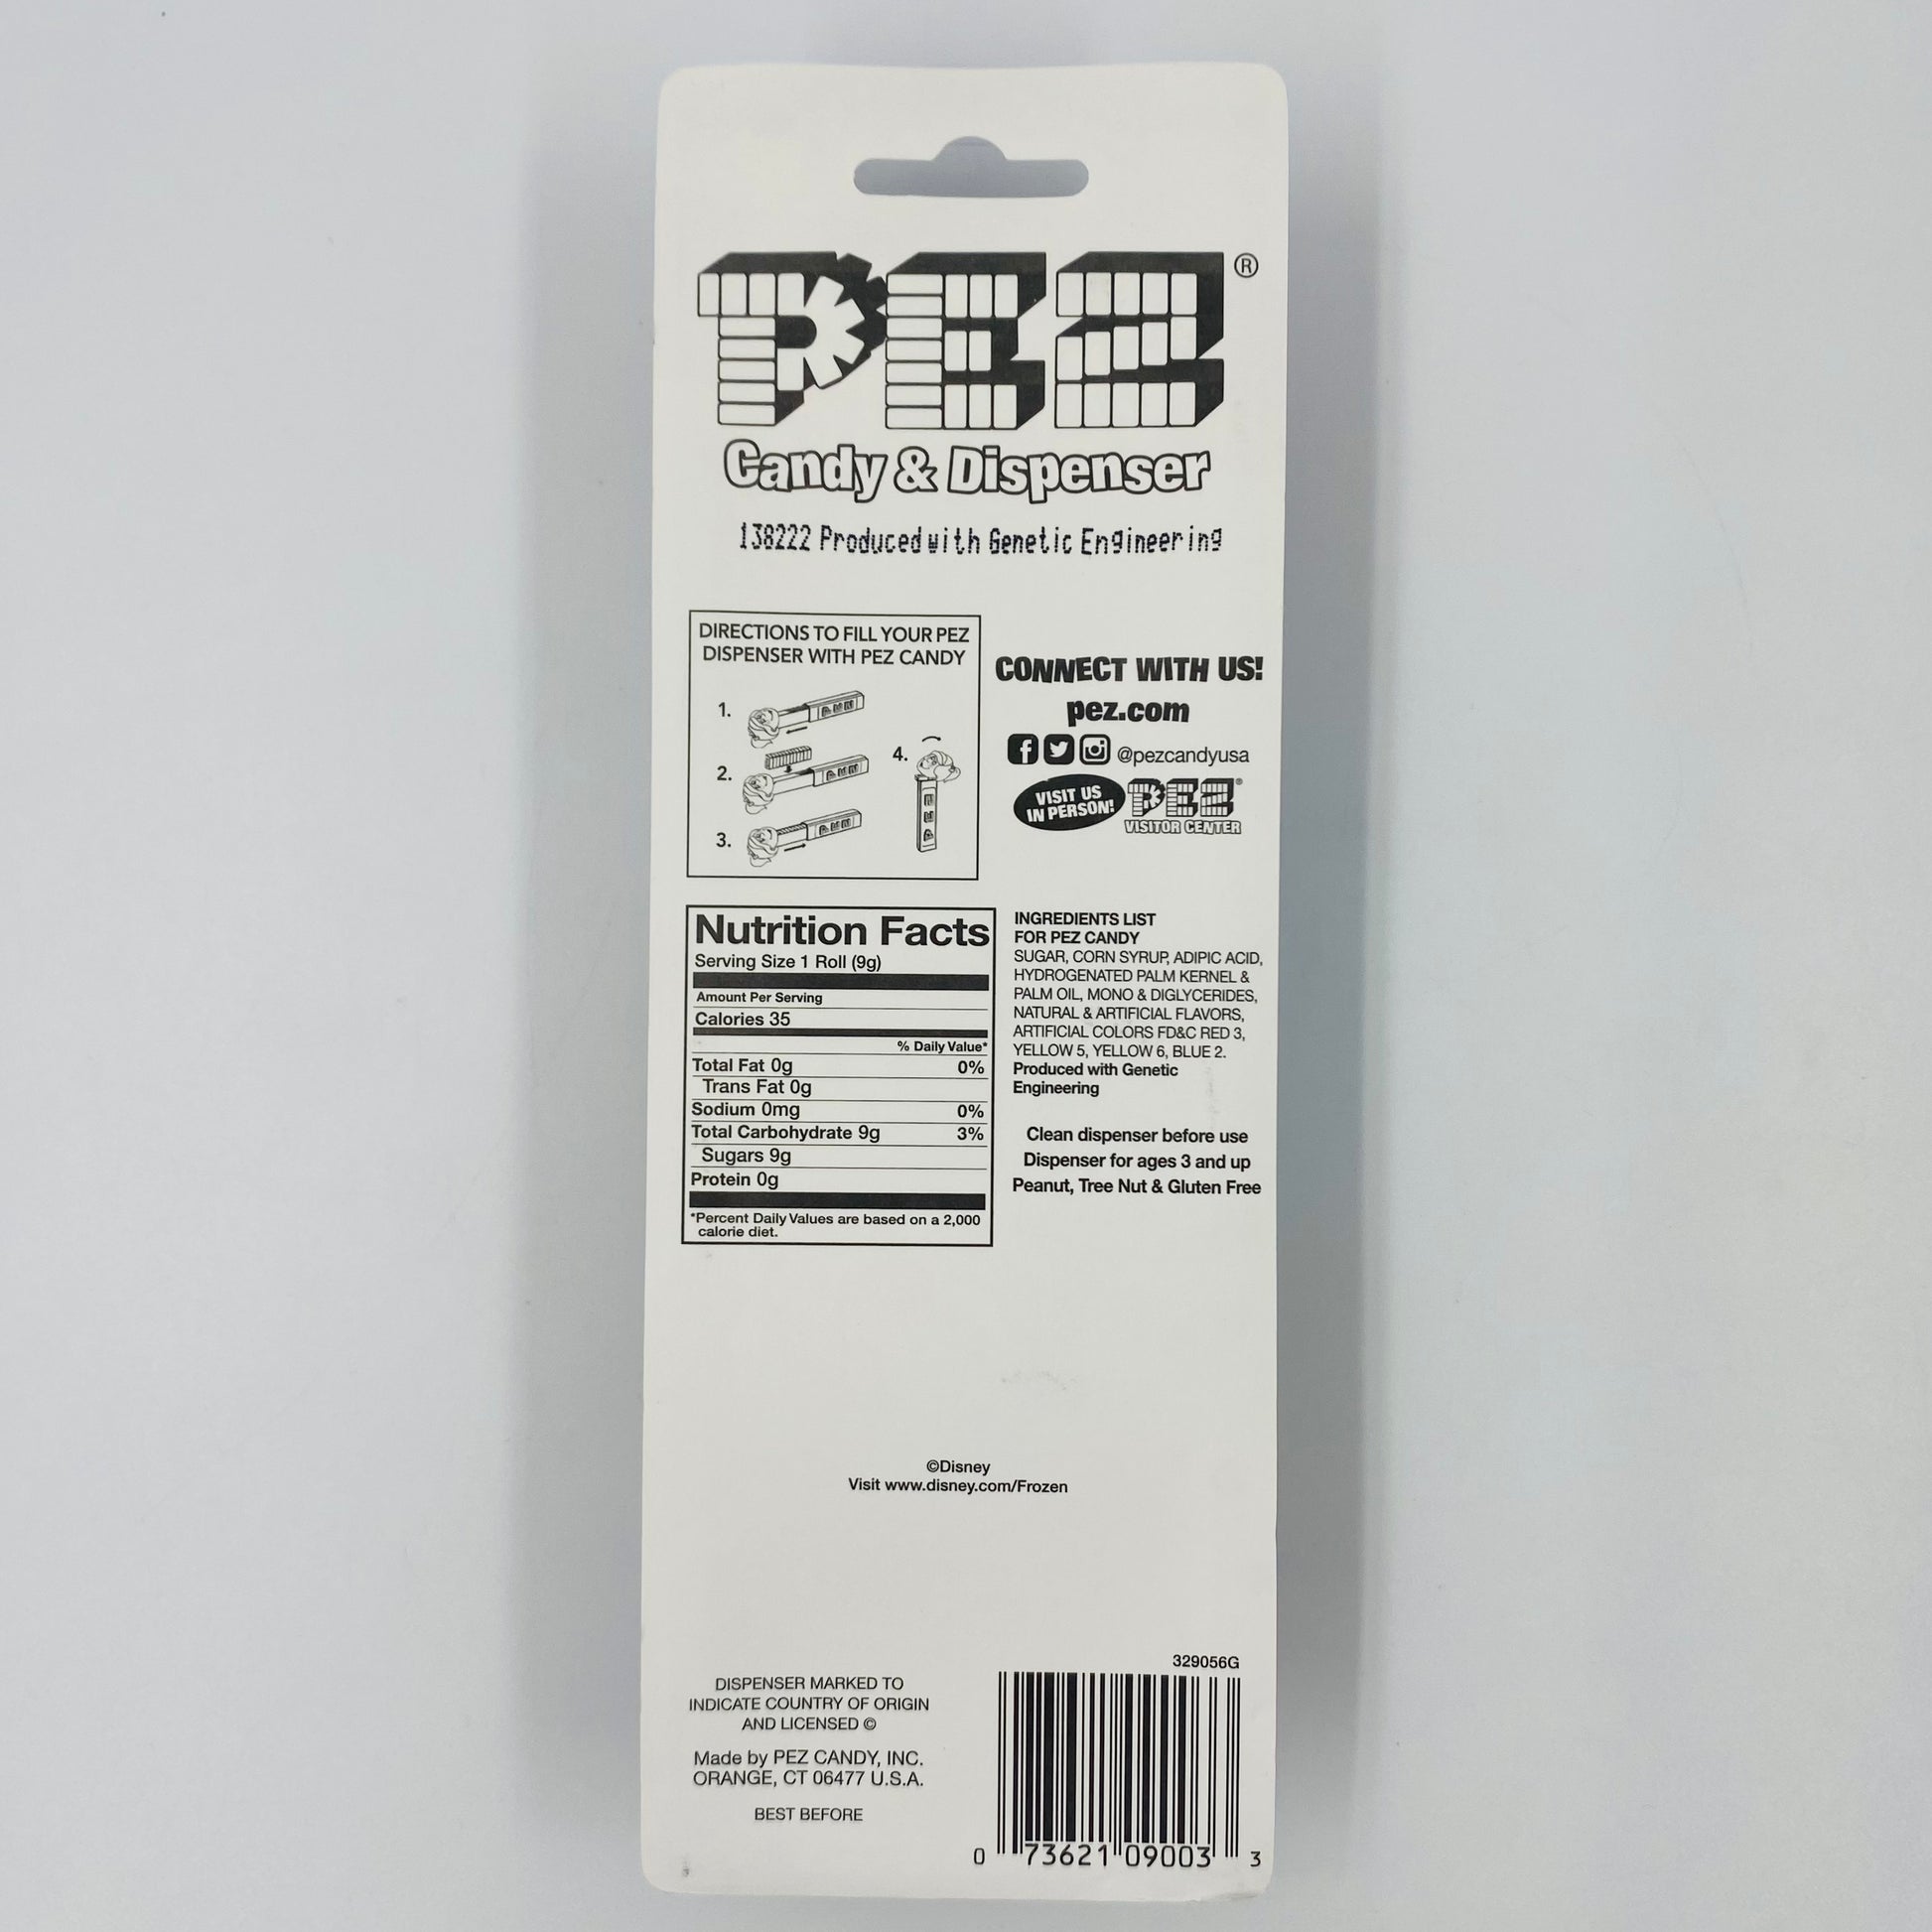 PEZ®
Candy & Dispenser
138222 Produced with Genetic Engineering
DIRECTIONS TO FILL YOUR PEZ
DISPENSER WITH PEZ CANDY
1.
2.
3.
4.
CONNECT WITH US!
pez.com
@pezcandyusa
VISIT US
IN PERSON!
PEZ®
VISITOR CENTER
Nutrition Facts
Serving Size 1 Roll (9g)
Amount Per Serving
Calories 35
% Daily Value*
Total Fat 0g 0%
Trans Fat 0g
Sodium 0mg 0%
Total Carbohydrate 9g 3%
Sugars 9g
Protein 0g
*Percent Daily Values are based on a 2,000
calorie diet.
INGREDIENTS LIST
FOR PEZ CANDY
SUGAR, CORN SYRUP, ADIPIC ACID,
HYDROGENATED PALM KERNEL &
PALM OIL, MONO & DIGLYCERIDES,
NATURAL & ARTIFICIAL FLAVORS,
ARTIFICIAL COLORS FD&C RED 3,
YELLOW 5, YELLOW 6, BLUE 2.
Produced with Genetic
Engineering
Clean dispenser before use
Dispenser for ages 3 and up
Peanut, Tree Nut & Gluten Free
©Disney
Visit www.disney.com/Frozen
DISPENSER MARKED TO
INDICATE COUNTRY OF ORIGIN
AND LICENSED ©
Made by PEZ CANDY, INC.
ORANGE, CT 06477 U.S.A.
BEST BEFORE
329056G
0 73621 09003 3